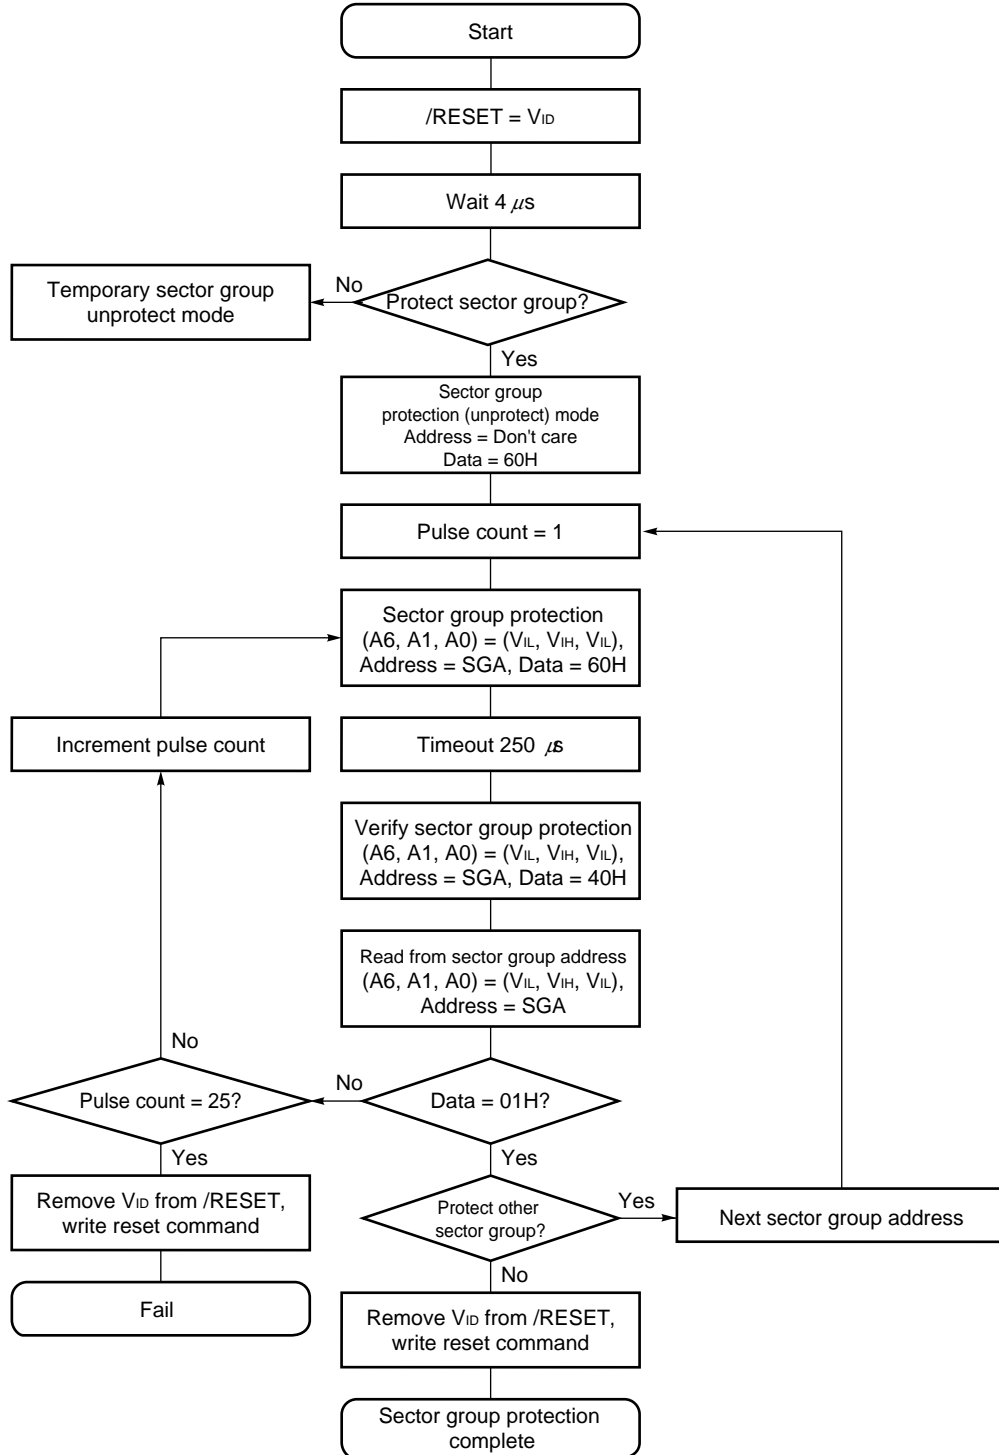 Start
/RESET = VID
Wait 4 μs
Protect sector group?
No
Temporary sector group
unprotect mode
Yes
Sector group
protection (unprotect) mode
Address = Don't care
Data = 60H
Pulse count = 1
Sector group protection
(A6, A1, A0) = (VIL, VIH, VIL),
Address = SGA, Data = 60H
Increment pulse count
Timeout 250 μs
Verify sector group protection
(A6, A1, A0) = (VIL, VIH, VIL),
Address = SGA, Data = 40H
Read from sector group address
(A6, A1, A0) = (VIL, VIH, VIL),
Address = SGA
No
Pulse count = 25?
No
Data = 01H?
Yes
Yes
Remove VID from /RESET,
write reset command
Protect other
sector group?
Yes
Next sector group address
Fail
No
Remove VID from /RESET,
write reset command
Sector group protection
complete